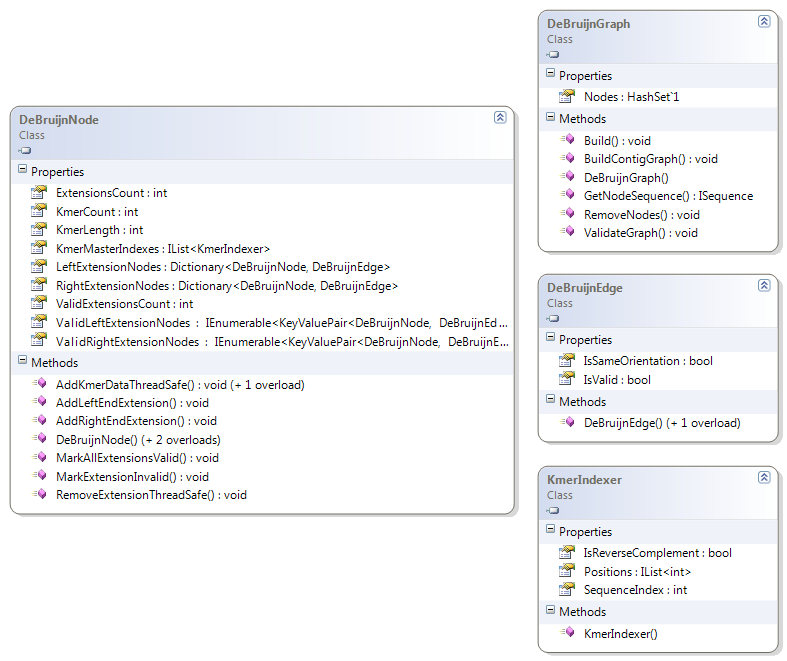 DeBruijnNode
Class
Properties
ExtensionsCount : int
KmerCount : int
KmerLength : int
KmerMasterIndexes : IList<KmerIndexer>
LeftExtensionNodes : Dictionary<DeBruijnNode, DeBruijnEdge>
RightExtensionNodes : Dictionary<DeBruijnNode, DeBruijnEdge>
ValidExtensionsCount : int
ValidLeftExtensionNodes : IEnumerable<KeyValuePair<DeBruijnNode, DeBruijnEd...
ValidRightExtensionNodes : IEnumerable<KeyValuePair<DeBruijnNode, DeBruijnE...
Methods
AddKmerDataThreadSafe() : void (+ 1 overload)
AddLeftEndExtension() : void
AddRightEndExtension() : void
DeBruijnNode() (+ 2 overloads)
MarkAllExtensionsValid() : void
MarkExtensionInvalid() : void
RemoveExtensionThreadSafe() : void
DeBruijnGraph
Class
Properties
Nodes : HashSet`1
Methods
Build() : void
BuildContigGraph() : void
DeBruijnGraph()
GetNodeSequence() : ISequence
RemoveNodes() : void
ValidateGraph() : void
DeBruijnEdge
Class
Properties
IsSameOrientation : bool
IsValid : bool
Methods
DeBruijnEdge() (+ 1 overload)
KmerIndexer
Class
Properties
IsReverseComplement : bool
Positions : IList<int>
SequenceIndex : int
Methods
KmerIndexer()